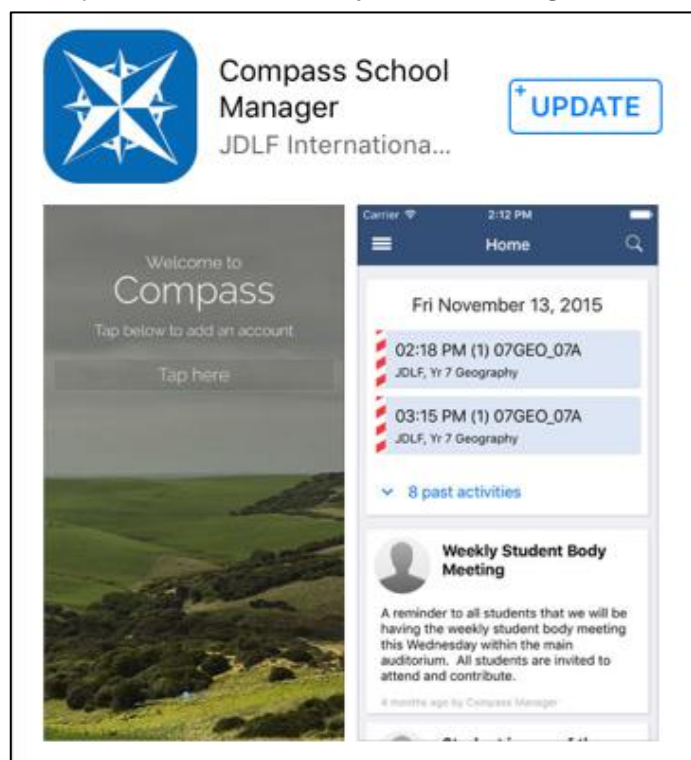 Compass School
Manager
JDLF Internationa...
+ UPDATE
Welcome to
Compass
Tap below to add an account
Tap here
Carrier
2:12 PM
Home
Fri November 13, 2015
02:18 PM (1) 07GEO_07A
JDLF, Yr 7 Geography
03:15 PM (1) 07GEO_07A
JDLF, Yr 7 Geography
8 past activities
Weekly Student Body
Meeting
A reminder to all students that we will be
having the weekly student body meeting
this Wednesday within the main
auditorium. All students are invited to
attend and contribute.
4 months ago by Compass Manager